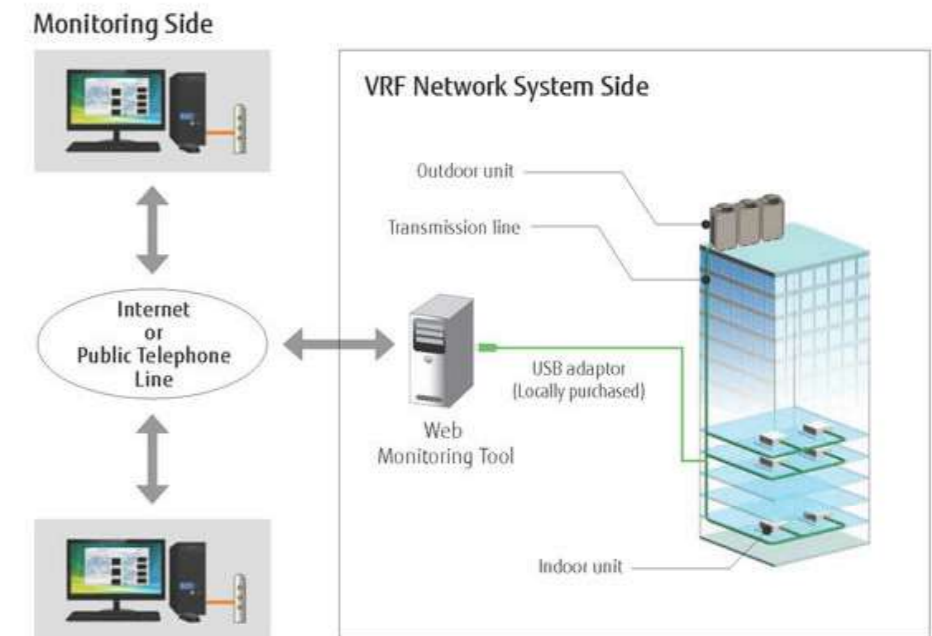 Monitoring Side
VRF Network System Side
Outdoor unit
Transmission line
Internet
or
Public Telephone
Line
USB adaptor
(Locally purchased)
Web
Monitoring Tool
Indoor unit